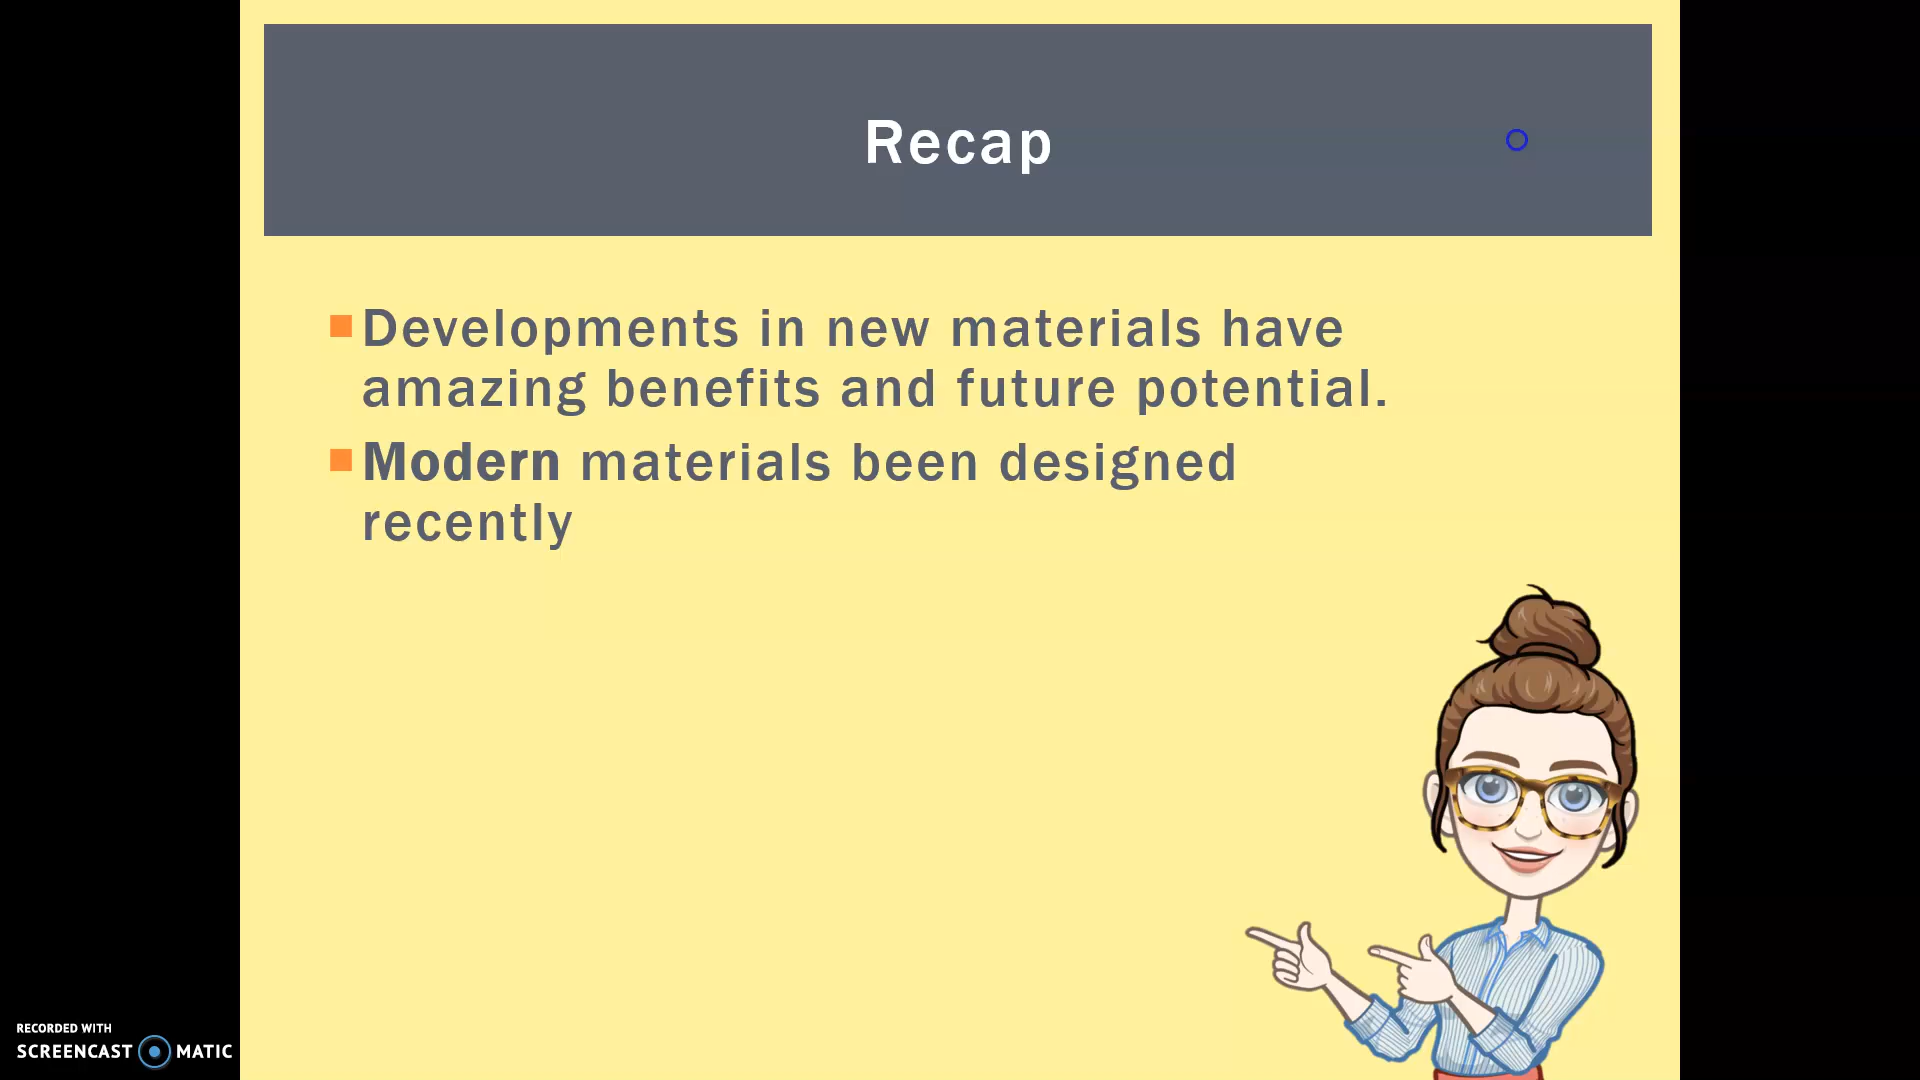 Recap
Developments in new materials have
amazing benefits and future potential.
Modern materials been designed
recently
RECORDED WITH
SCREENCAST MATIC